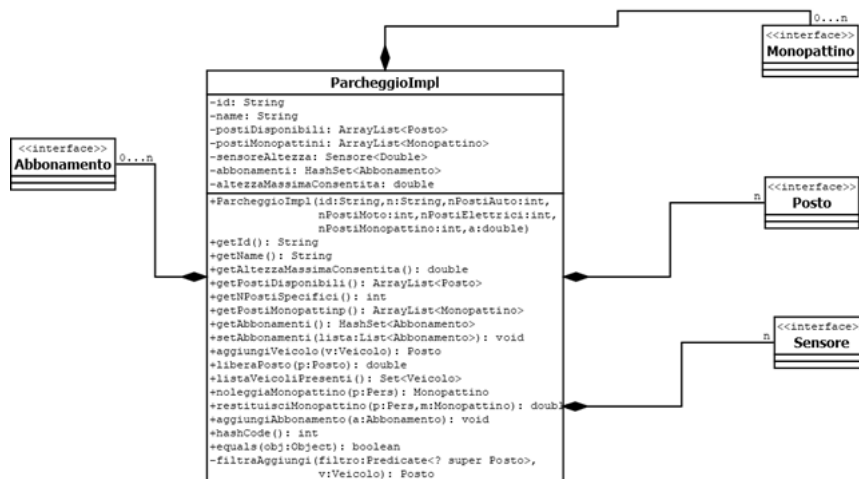 0...n
<<interface>>
Monopattino
ParcheggioImpl
-id: String
-name: String
-postiDisponibili: ArrayList<Posto>
-postiMonopattini: ArrayList<Monopattino>
-sensoreAltezza: Sensore<Double>
-abbonamenti: HashSet<Abbonamento>
-altezzaMassimaConsentita: double
<<interface>>
Abbonamento
0...n
+ParcheggioImpl(id:String,n:String,nPostiAuto:int,
nPostiMoto:int,nPostiElettrici:int,
nPostiMonopattino:int,a:double)
+getId(): String
+getName(): String
+getAltezzaMassimaConsentita(): double
+getPostiDisponibili(): ArrayList<Posto>
+getNPostiSpecifici(): int
+getPostiMonopattinp(): ArrayList<Monopattino>
+getAbbonamenti(): HashSet<Abbonamento>
+setAbbonamenti(lista:List<Abbonamento>): void
+aggiungiVeicolo(v:Veicolo): Posto
+liberaPosto(p:Posto): double
+listaVeicoliPresenti(): Set<Veicolo>
+noleggiaMonopattino(p:Pers): Monopattino
+restituisciMonopattino(p:Pers,m:Monopattino): doubl
+aggiungiAbbonamento(a:Abbonamento): void
+hashCode(): int
+equals(obj:Object): boolean
-filtraAggiungi(filtro:Predicate<? super Posto>,
v:Veicolo): Posto
<<interface>>
Posto
n
<<interface>>
Sensore
n